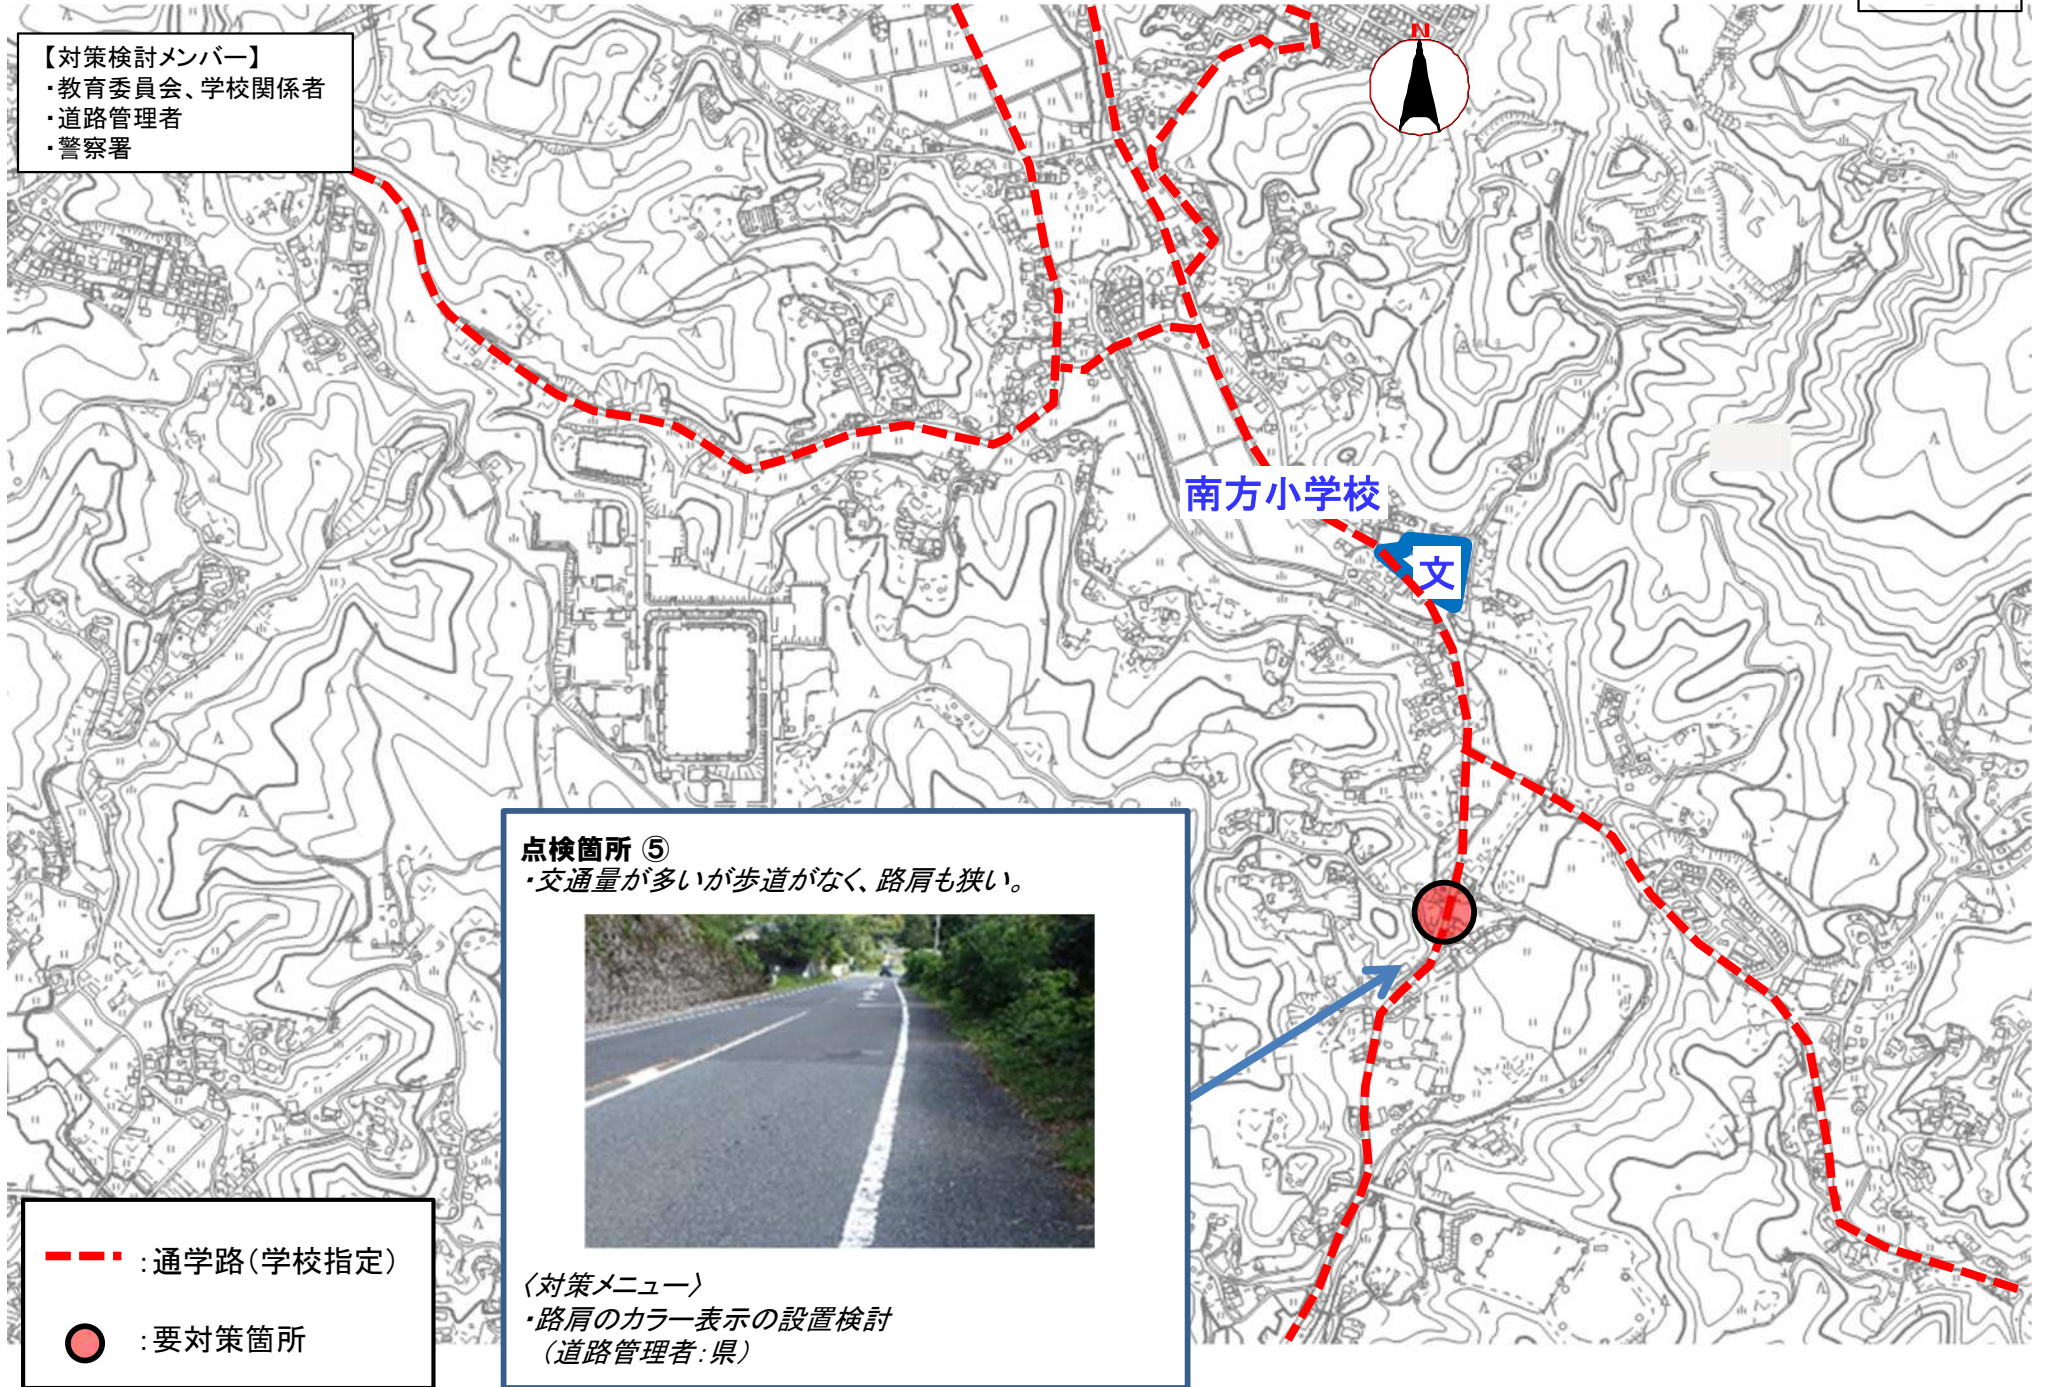 【対策検討メンバー】
・教育委員会、学校関係者
・道路管理者
・警察署
N
南方小学校
文
点検箇所 ⑤
・交通量が多いが歩道がなく、路肩も狭い。
〈対策メニュー〉
・路肩のカラー表示の設置検討
（道路管理者：県）
：通学路（学校指定）
：要対策箇所